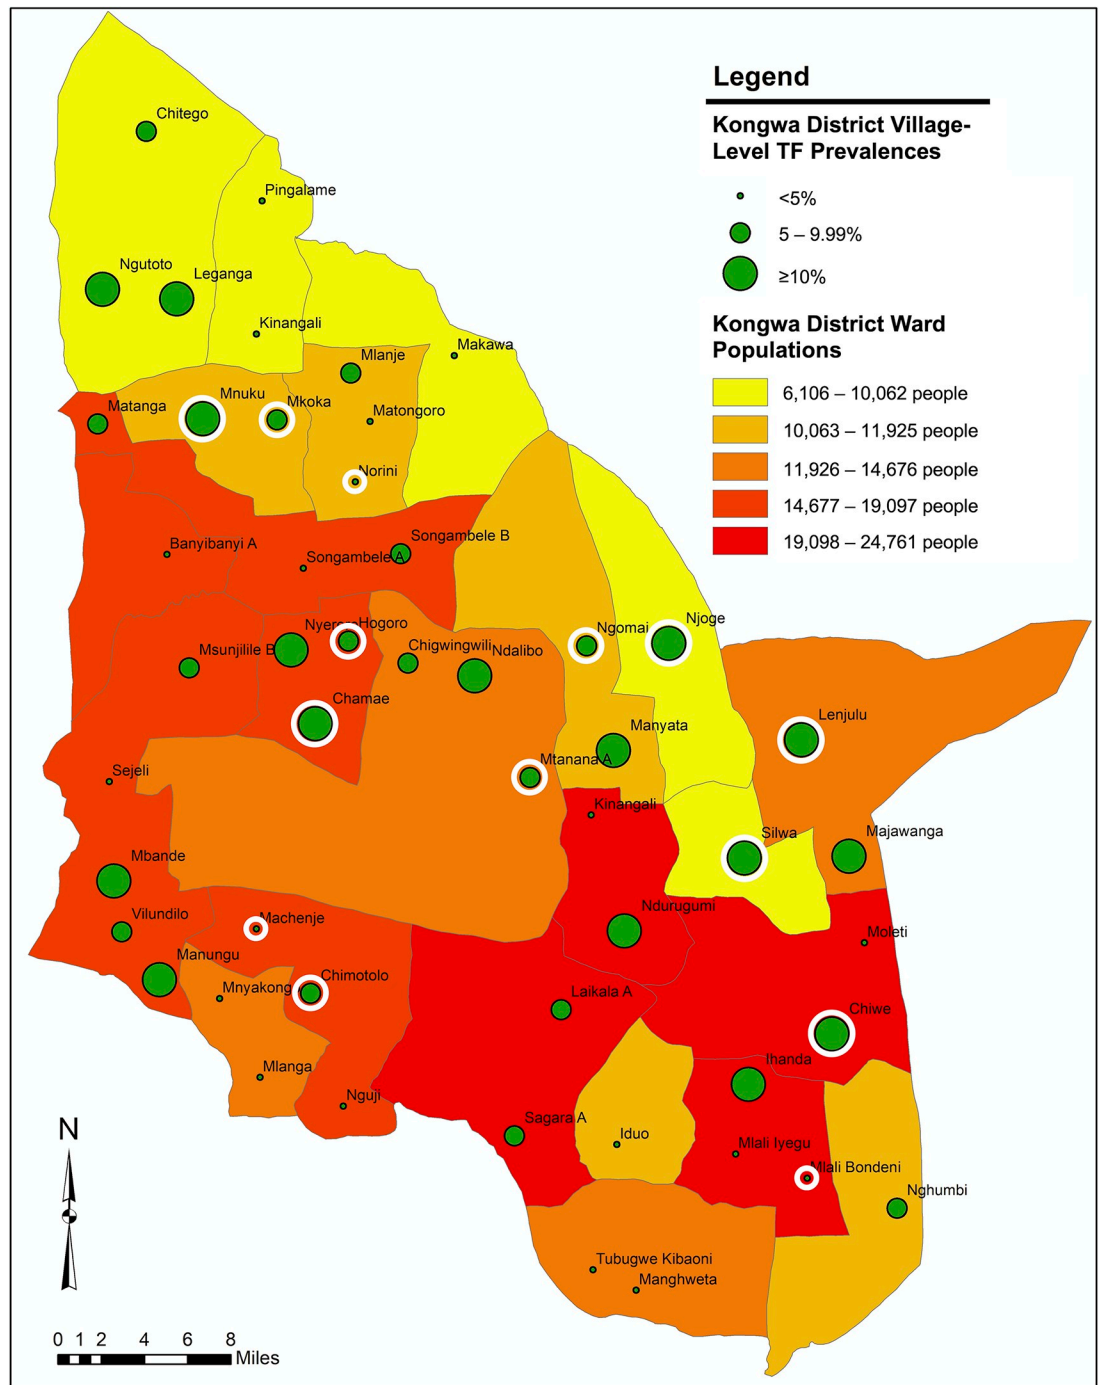 Legend
Kongwa District Village-
Level TF Prevalences
<5%
5 – 9.99%
≥10%
Kongwa District Ward
Populations
6,106 – 10,062 people
10,063 – 11,925 people
11,926 – 14,676 people
14,677 – 19,097 people
19,098 – 24,761 people
Chitego
Pingalame
Ngutoto
Leganga
Kinangali
Makawa
Mlanje
Mnuku
Mkoka
Matanga
Matongoro
Norini
Songambele B
Banyibanyi A
Songambele A
Hogoro
Ngomai
Njoge
Msunjilile B
Chigwingwili
Ndalibo
Chamae
Lenjulu
Manyata
Mtanana A
Sejeli
Kinangali
Silwa
Majawanga
Mbande
Ndurugumi
Vilundilo
Machenje
Moleti
Manungu
Chimotolo
Mnyakong
Laikala A
Chiwe
Ihanda
Mlanga
Nguji
Sagara A
Iduo
Mlali Iyegu
Mlali Bondeni
Nghumbi
Tubugwe Kibaoni
Manghweta
N
0 1 2 4 6 8
Miles